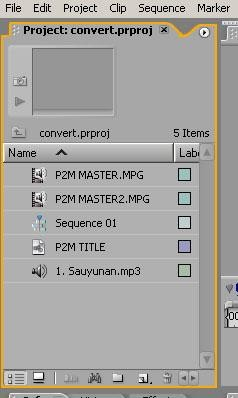 File Edit Project Clip Sequence Marker
Project: convert.prproj
convert.prproj 5 Items
Name Labe
P2M MASTER.MPG
P2M MASTER2.MPG
Sequence 01
P2M TITLE
1. Sauyunan.mp3